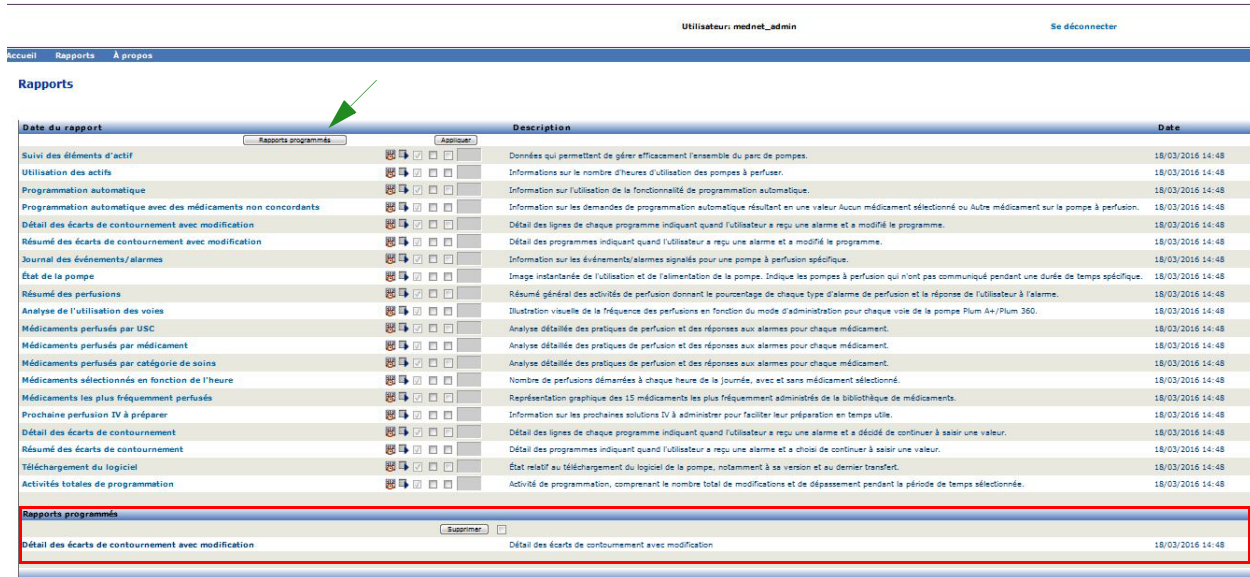 Utilisateur: mednet_admin Se déconnecter
Accueil Rapports À propos
Rapports
Date du rapport Description Date
Rapports programmés Appliquer
Suivi des éléments d'actif Données qui permettent de gérer efficacement l'ensemble du parc de pompes. 18/03/2016 14:48
Utilisation des actifs Informations sur le nombre d'heures d'utilisation des pompes à perfuser. 18/03/2016 14:48
Programmation automatique Information sur l'utilisation de la fonctionnalité de programmation automatique. 18/03/2016 14:48
Programmation automatique avec des médicaments non concordants Information sur les demandes de programmation automatique résultant en une valeur Aucun médicament sélectionné ou Autre médicament sur la pompe à perfusion. 18/03/2016 14:48
Détail des écarts de contournement avec modification Détail des lignes de chaque programme indiquant quand l'utilisateur a reçu une alarme et a modifié le programme. 18/03/2016 14:48
Résumé des écarts de contournement avec modification Détail des programmes indiquant quand l'utilisateur a reçu une alarme et a modifié le programme. 18/03/2016 14:48
Journal des événements/alarmes Information sur les événements/alarmes signalés pour une pompe à perfusion spécifique. 18/03/2016 14:48
État de la pompe Image instantanée de l'utilisation et de l'alimentation de la pompe. Indique les pompes à perfusion qui n'ont pas communiqué pendant une durée de temps spécifique. 18/03/2016 14:48
Résumé des perfusions Résumé général des activités de perfusion donnant le pourcentage de chaque type d'alarme de perfusion et la réponse de l'utilisateur à l'alarme. 18/03/2016 14:48
Analyse de l'utilisation des voies Illustration visuelle de la fréquence des perfusions en fonction du mode d'administration pour chaque voie de la pompe Plum A+/Plum 360. 18/03/2016 14:48
Médicaments perfusés par USC Analyse détaillée des pratiques de perfusion et des réponses aux alarmes pour chaque médicament. 18/03/2016 14:48
Médicaments perfusés par médicament Analyse détaillée des pratiques de perfusion et des réponses aux alarmes pour chaque médicament. 18/03/2016 14:48
Médicaments perfusés par catégorie de soins Analyse détaillée des pratiques de perfusion et des réponses aux alarmes pour chaque médicament. 18/03/2016 14:48
Médicaments sélectionnés en fonction de l'heure Nombre de perfusions démarrées à chaque heure de la journée, avec et sans médicament sélectionné. 18/03/2016 14:48
Médicaments les plus fréquemment perfusés Représentation graphique des 15 médicaments les plus fréquemment administrés de la bibliothèque de médicaments. 18/03/2016 14:48
Prochaine perfusion IV à préparer Information sur les prochaines solutions IV à administrer pour faciliter leur préparation en temps utile. 18/03/2016 14:48
Détail des écarts de contournement Détail des lignes de chaque programme indiquant quand l'utilisateur a reçu une alarme et a décidé de continuer à saisir une valeur. 18/03/2016 14:48
Résumé des écarts de contournement Détail des programmes indiquant quand l'utilisateur a reçu une alarme et a choisi de continuer à saisir une valeur. 18/03/2016 14:48
Téléchargement du logiciel État relatif au téléchargement du logiciel de la pompe, notamment à sa version et au dernier transfert. 18/03/2016 14:48
Activités totales de programmation Activité de programmation, comprenant le nombre total de modifications et de dépassement pendant la période de temps sélectionnée. 18/03/2016 14:48
Rapports programmés
Supprimer
Détail des écarts de contournement avec modification Détail des écarts de contournement avec modification 18/03/2016 14:48